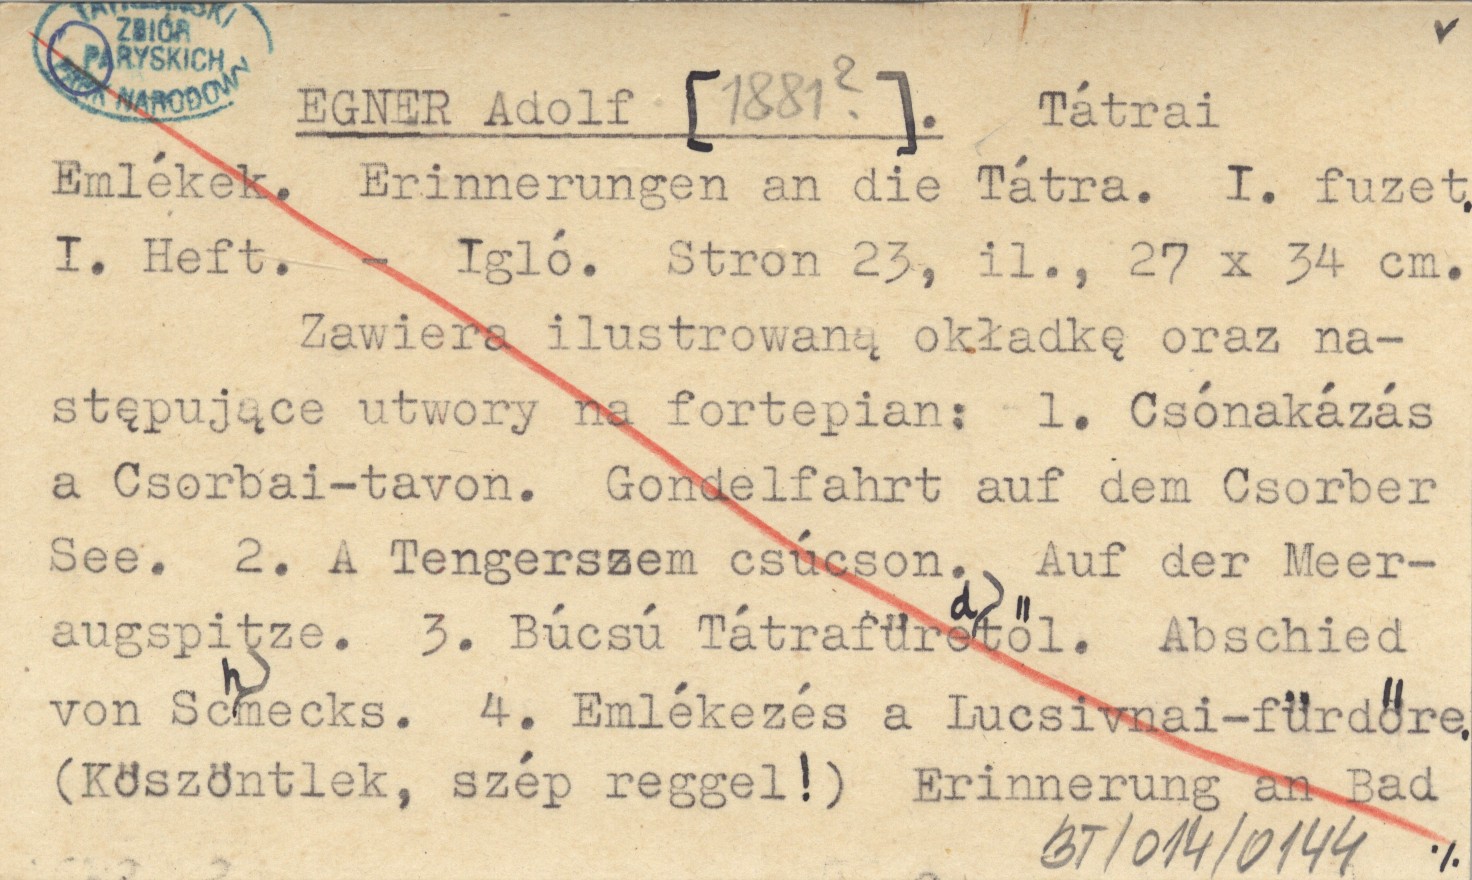 TATRZAŃSKI
ZBIÓR
PARYSKICH
PARK NARODOWY
EGNER Adolf [1881?]. Tátrai
Emlékek. Erinnerungen an die Tátra. I. fuzet.
I. Heft. - Igló. Stron 23, il., 27 x 34 cm.
Zawiera ilustrowaną okładkę oraz na-
stępujące utwory na fortepian: 1. Csónakázás
a Csorbai-tavon. Gondelfahrt auf dem Csorber
See. 2. A Tengerszem csúcson. Auf der Meer-
augspitze. 3. Búcsú Tátrafüredtől. Abschied
von Schmecks. 4. Emlékezés a Lucsivnai-fürdőre.
(Köszöntlek, szép reggel!) Erinnerung an Bad
BT/014/0144 ./.